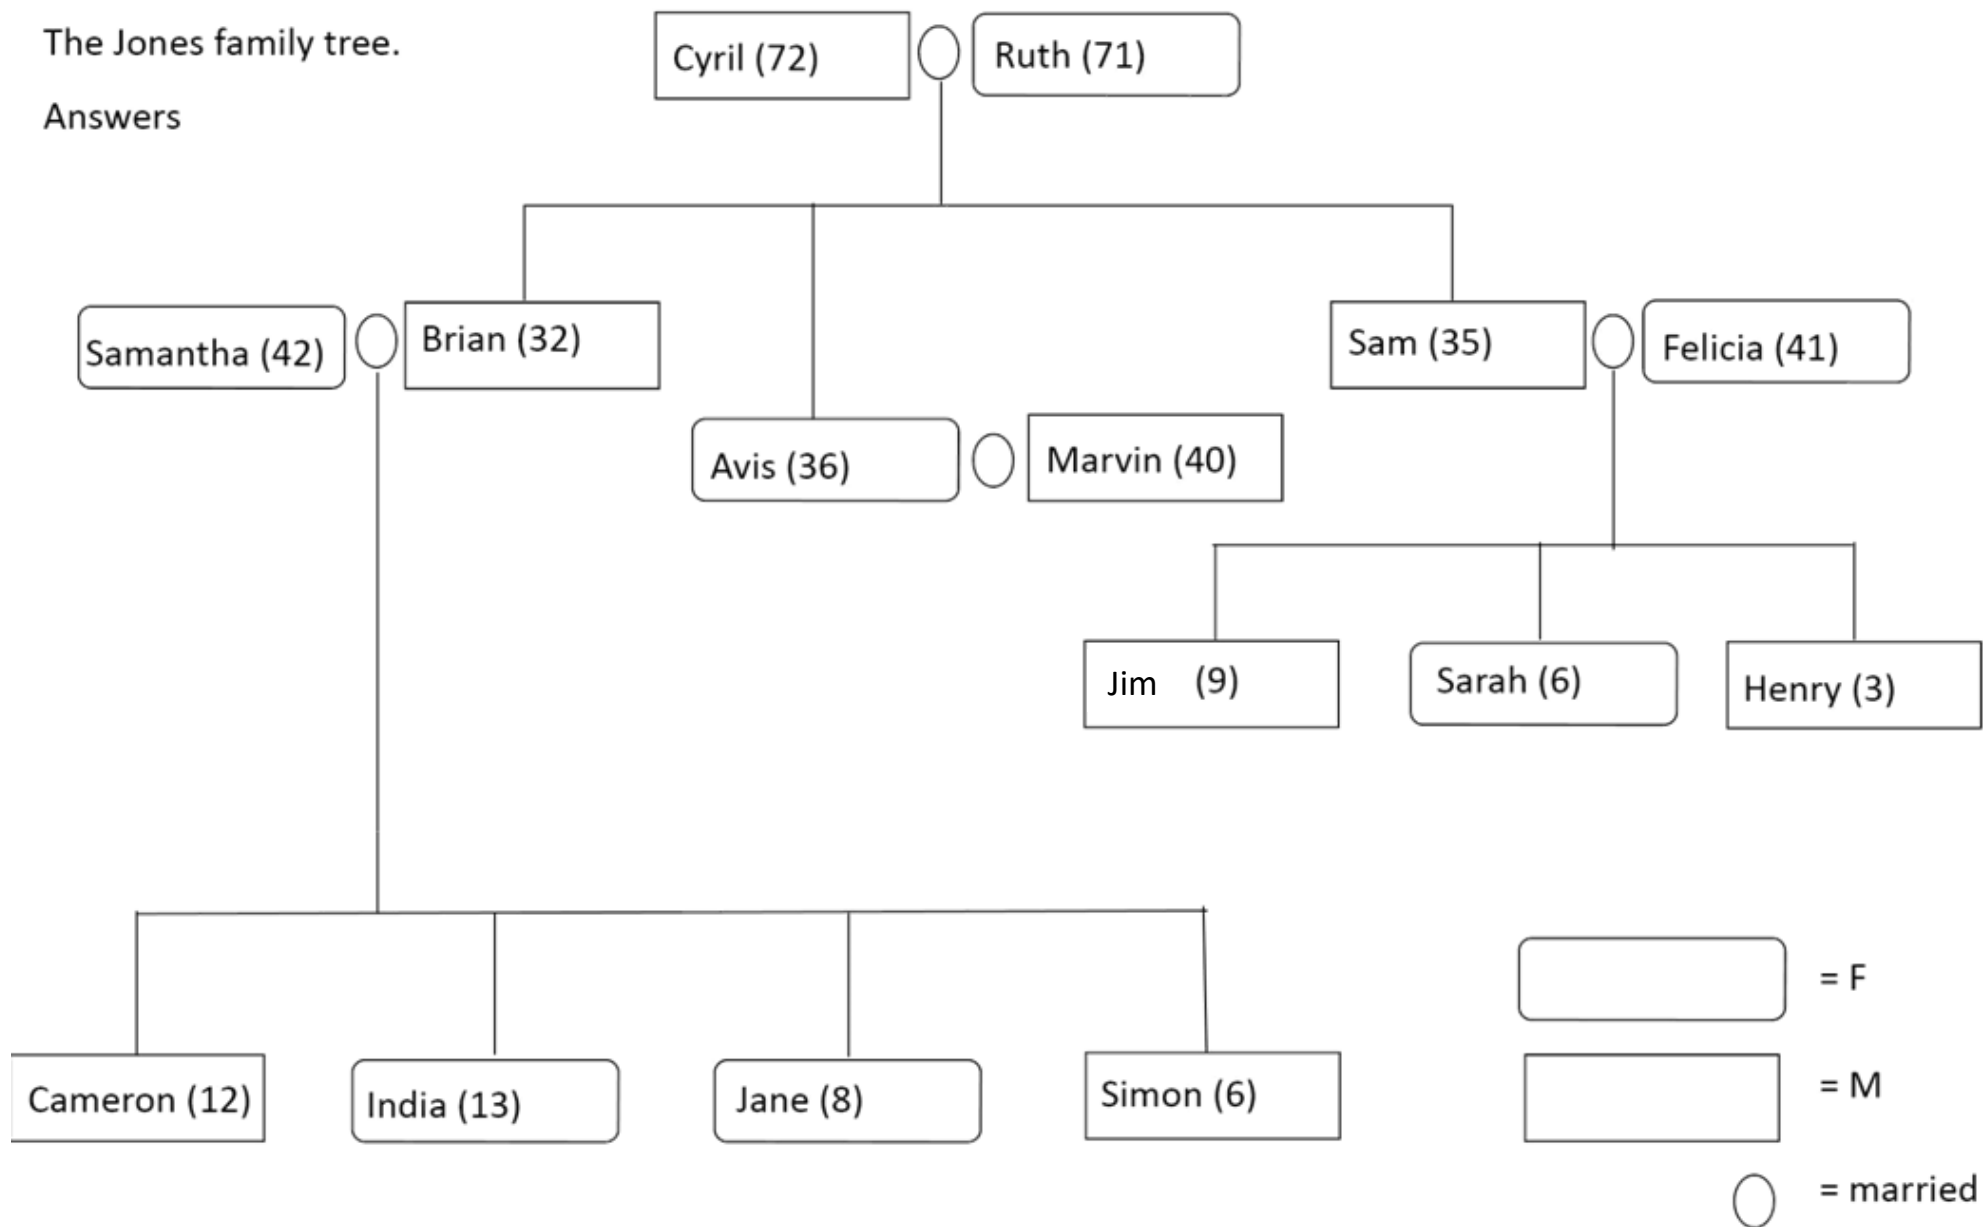 The Jones family tree.
Answers
Cyril (72)
Ruth (71)
Samantha (42)
Brian (32)
Sam (35)
Felicia (41)
Avis (36)
Marvin (40)
Jim (9)
Sarah (6)
Henry (3)
Cameron (12)
India (13)
Jane (8)
Simon (6)
= F
= M
= married